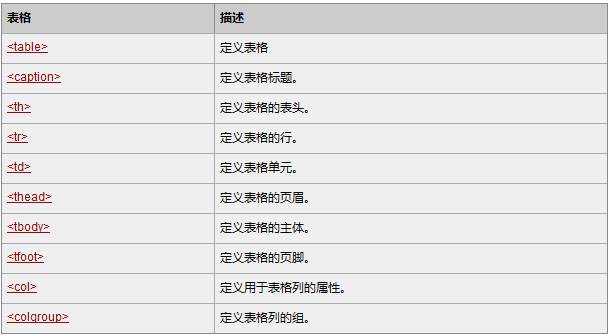 表格 描述
<table> 定义表格
<caption> 定义表格标题。
<th> 定义表格的表头。
<tr> 定义表格的行。
<td> 定义表格单元。
<thead> 定义表格的页眉。
<tbody> 定义表格的主体。
<tfoot> 定义表格的页脚。
<col> 定义用于表格列的属性。
<colgroup> 定义表格列的组。